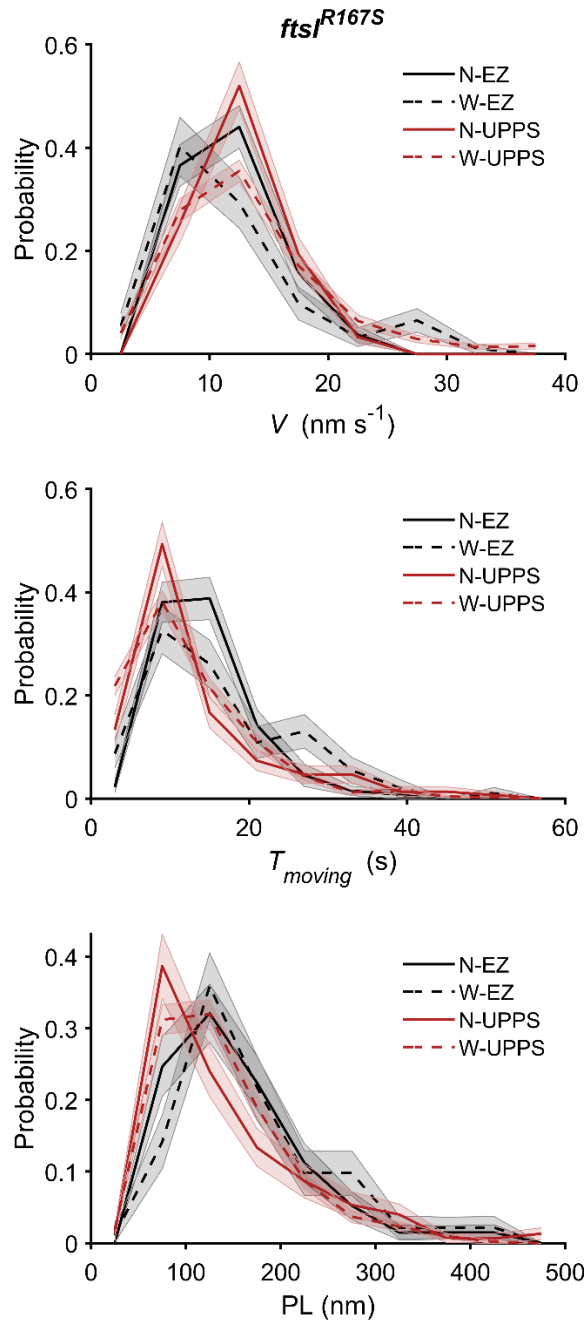 ftsI^R167S
Probability
0.6
0.4
0.2
0
N-EZ
W-EZ
N-UPPS
W-UPPS
0 10 20 30 40
V (nm s⁻¹)
Probability
0.6
0.4
0.2
0
N-EZ
W-EZ
N-UPPS
W-UPPS
0 20 40 60
T_moving (s)
Probability
0.4
0.3
0.2
0.1
0
N-EZ
W-EZ
N-UPPS
W-UPPS
0 100 200 300 400 500
PL (nm)